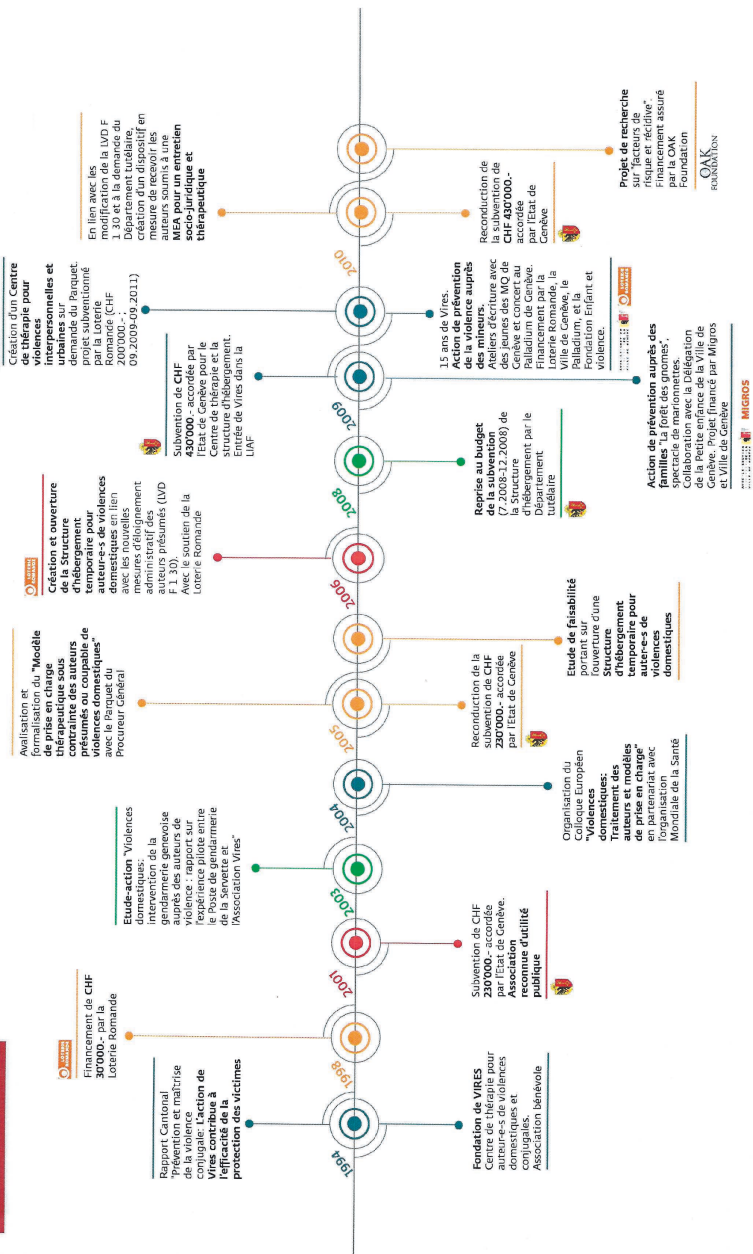 1994
Rapport Cantonal
"Prévention et maîtrise
de la violence
conjugale: L'action de
Vires contribue à
l'efficacité de la
protection des victimes
Fondation de VIRES
Centre de thérapie pour
auteur-e-s de violences
domestiques et
conjugales.
Association bénévole
1998
LOTERIE
ROMANDE
Financement de CHF
30'000.- par la
Loterie Romande
2001
Subvention de CHF
230'000.- accordée
par l'Etat de Genève.
Association
reconnue d'utilité
publique
2003
Etude-action "Violences
domestiques:
intervention de la
gendarmerie genevoise
auprès des auteurs de
violence : rapport sur
l'expérience pilote entre
le Poste de gendarmerie
de la Servette et
l'Association Vires"
2004
Organisation du
Colloque Européen
"Violences
domestiques:
Traitement des
auteurs et modèles
de prise en charge"
en partenariat avec
l'organisation
Mondiale de la Santé
2005
Avalisation et
formalisation du "Modèle
de prise en charge
thérapeutique sous
contrainte des auteurs
présumés ou coupable de
violences domestiques"
avec le Parquet du
Procureur Général
Reconduction de la
subvention de CHF
230'000.- accordée
par l'Etat de Genève
Etude de faisabilité
portant sur
l'ouverture d'une
Structure
d'hébergement
temporaire pour
auter-e-s de
violences
domestiques
2006
LOTERIE
ROMANDE
Création et ouverture
de la Structure
d'hébergement
temporaire pour
auteur-e-s de violences
domestiques en lien
avec les nouvelles
mesures d'éloignement
administratif des
auteurs présumés (LVD
F 1 30).
Avec le soutien de la
Loterie Romande
2008
Reprise au budget
de la subvention
(7.2008-12.2008) de
la Structure
d'hébergement par le
Département
tutélaire
2009
Subvention de CHF
430'000.- accordée par
l'Etat de Genève pour le
Centre de thérapie et la
structure d'hébergement.
Entrée de Vires dans la
LAF
Action de prévention auprès des
familles "La forêt des gnomes",
spectacle de marionnettes.
Collaboration avec la Délégation
de la Petite enfance de la Ville de
Genève. Projet financé par Migros
et Ville de Genève
MIGROS
Création d'un Centre
de thérapie pour
violences
interpersonnelles et
urbaines sur
demande du Parquet.
projet subventionné
par la Loterie
Romande (CHF
200'000.- ;
09.2009-09.2011)
15 ans de Vires.
Action de prévention
de la violence auprès
des mineurs.
Ateliers d'écriture avec
des jeunes des MQ de
Genève et concert au
Palladium de Genève.
Financement par la
Loterie Romande, la
Ville de Genève, le
Palladium, et la
Fondation Enfant et
violence.
LOTERIE
ROMANDE
2010
En lien avec les
modification de la LVD F
1 30 et à la demande du
Département tutélaire,
création d'un dispositif en
mesure de recevoir les
auteurs soumis à une
MEA pour un entretien
socio-juridique et
thérapeutique
Reconduction de
la subvention de
CHF 430'000.-
accordée
par l'Etat de
Genève
Projet de recherche
sur "facteurs de
risque et récidive".
Financement assuré
par la OAK
Foundation
OAK
FOUNDATION